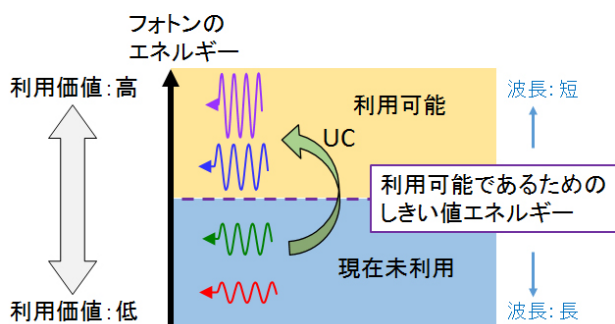 フォトンの
エネルギー
利用価値:高
利用可能
波長: 短
UC
利用可能であるための
しきい値エネルギー
現在未利用
利用価値:低
波長: 長